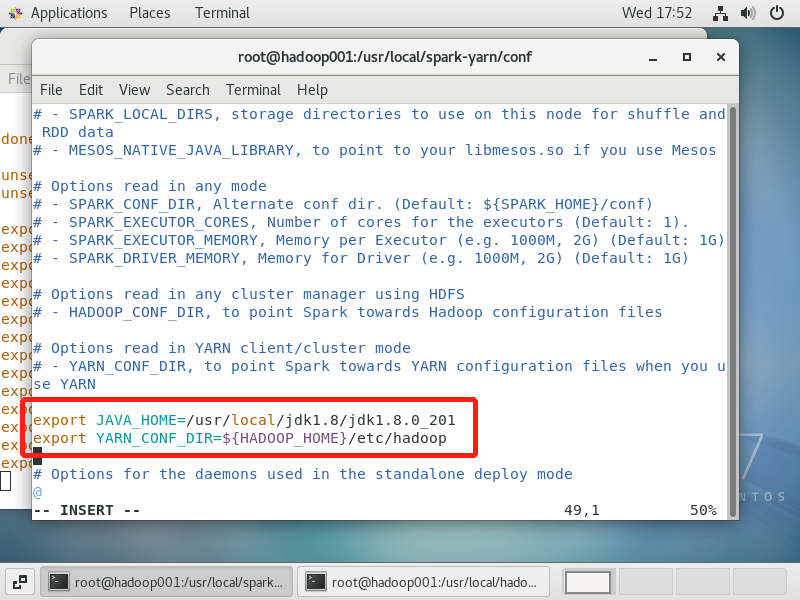 Applications Places Terminal Wed 17:52
root@hadoop001:/usr/local/spark-yarn/conf
File
File Edit View Search Terminal Help
# - SPARK_LOCAL_DIRS, storage directories to use on this node for shuffle and
RDD data
done
# - MESOS_NATIVE_JAVA_LIBRARY, to point to your libmesos.so if you use Mesos
unse
# Options read in any mode
unse
# - SPARK_CONF_DIR, Alternate conf dir. (Default: ${SPARK_HOME}/conf)
# - SPARK_EXECUTOR_CORES, Number of cores for the executors (Default: 1).
expo
# - SPARK_EXECUTOR_MEMORY, Memory per Executor (e.g. 1000M, 2G) (Default: 1G)
expo
# - SPARK_DRIVER_MEMORY, Memory for Driver (e.g. 1000M, 2G) (Default: 1G)
expo
expo
# Options read in any cluster manager using HDFS
expo
# - HADOOP_CONF_DIR, to point Spark towards Hadoop configuration files
expo
expo
# Options read in YARN client/cluster mode
expo
# - YARN_CONF_DIR, to point Spark towards YARN configuration files when you u
se YARN
expo
expo
export JAVA_HOME=/usr/local/jdk1.8/jdk1.8.0_201
expo
export YARN_CONF_DIR=${HADOOP_HOME}/etc/hadoop
expo
expo
expo
# Options for the daemons used in the standalone deploy mode
@
-- INSERT -- 49,1 50%
7
NTOS
root@hadoop001:/usr/local/spark... root@hadoop001:/usr/local/hado...